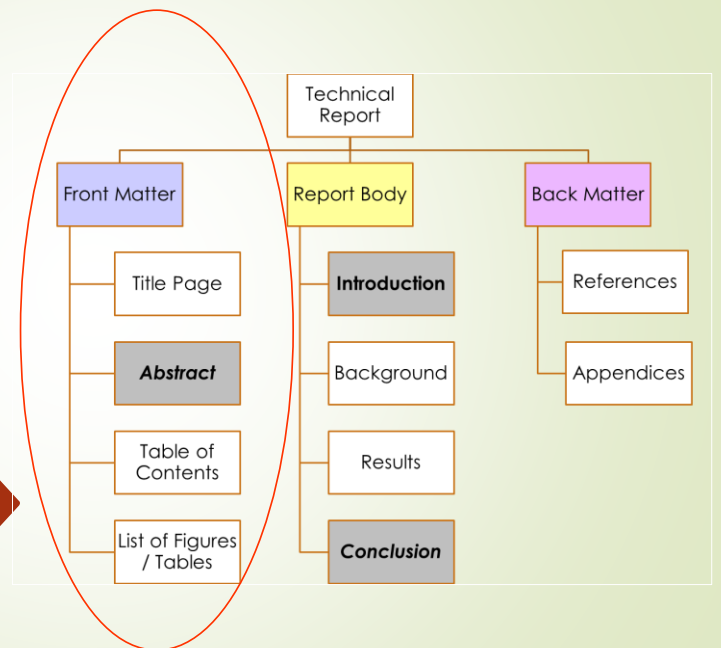 Technical
Report
Front Matter
Title Page
Abstract
Table of
Contents
List of Figures
/ Tables
Report Body
Introduction
Background
Results
Conclusion
Back Matter
References
Appendices